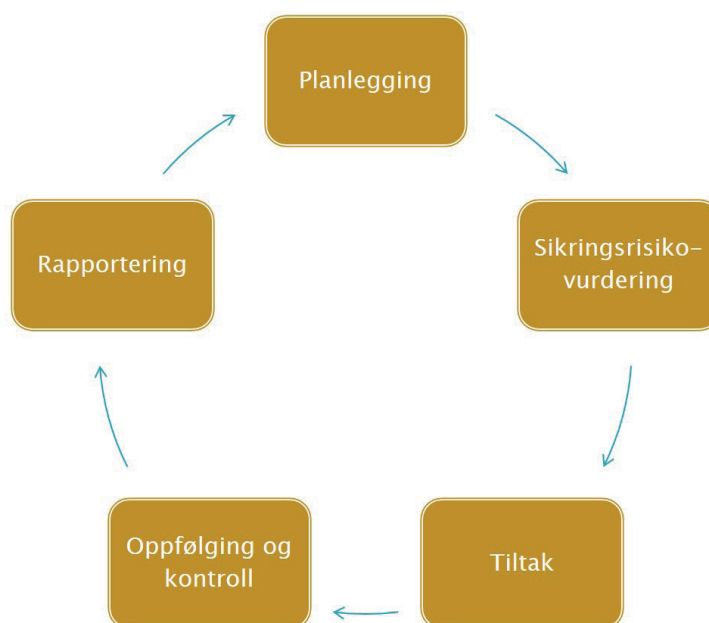 Planlegging
Sikringsrisiko-
vurdering
Tiltak
Oppfølging og
kontroll
Rapportering